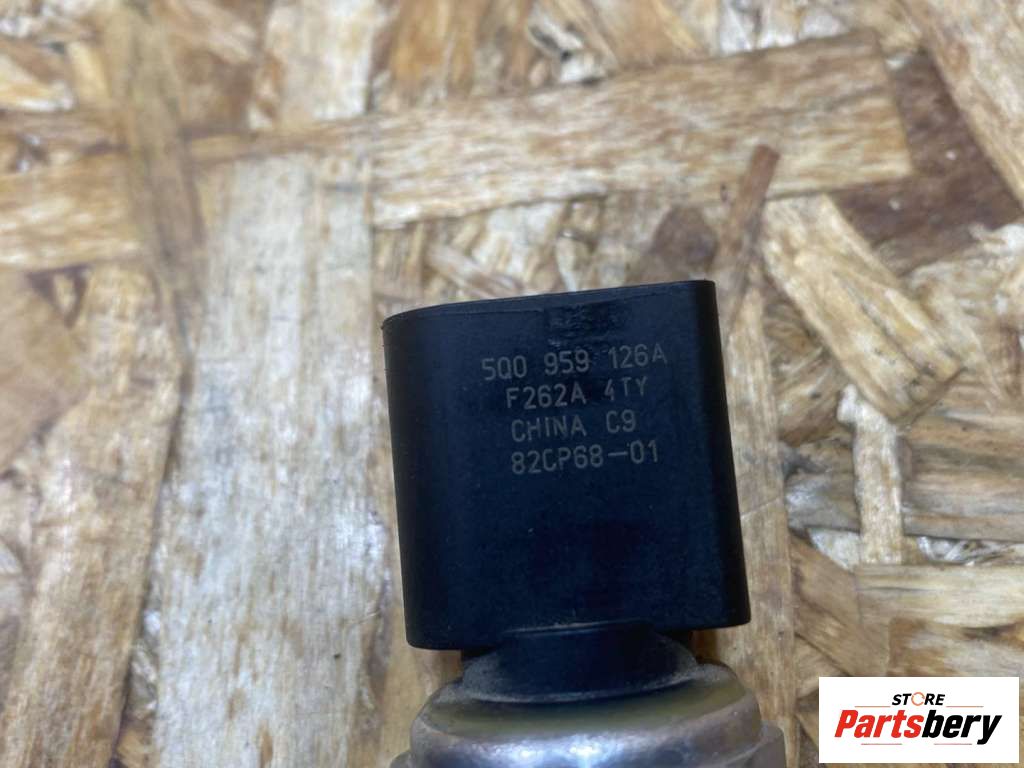 5Q0 959 126A
F262A 4TY
CHINA C9
82CP68-01
STORE
Partsbery